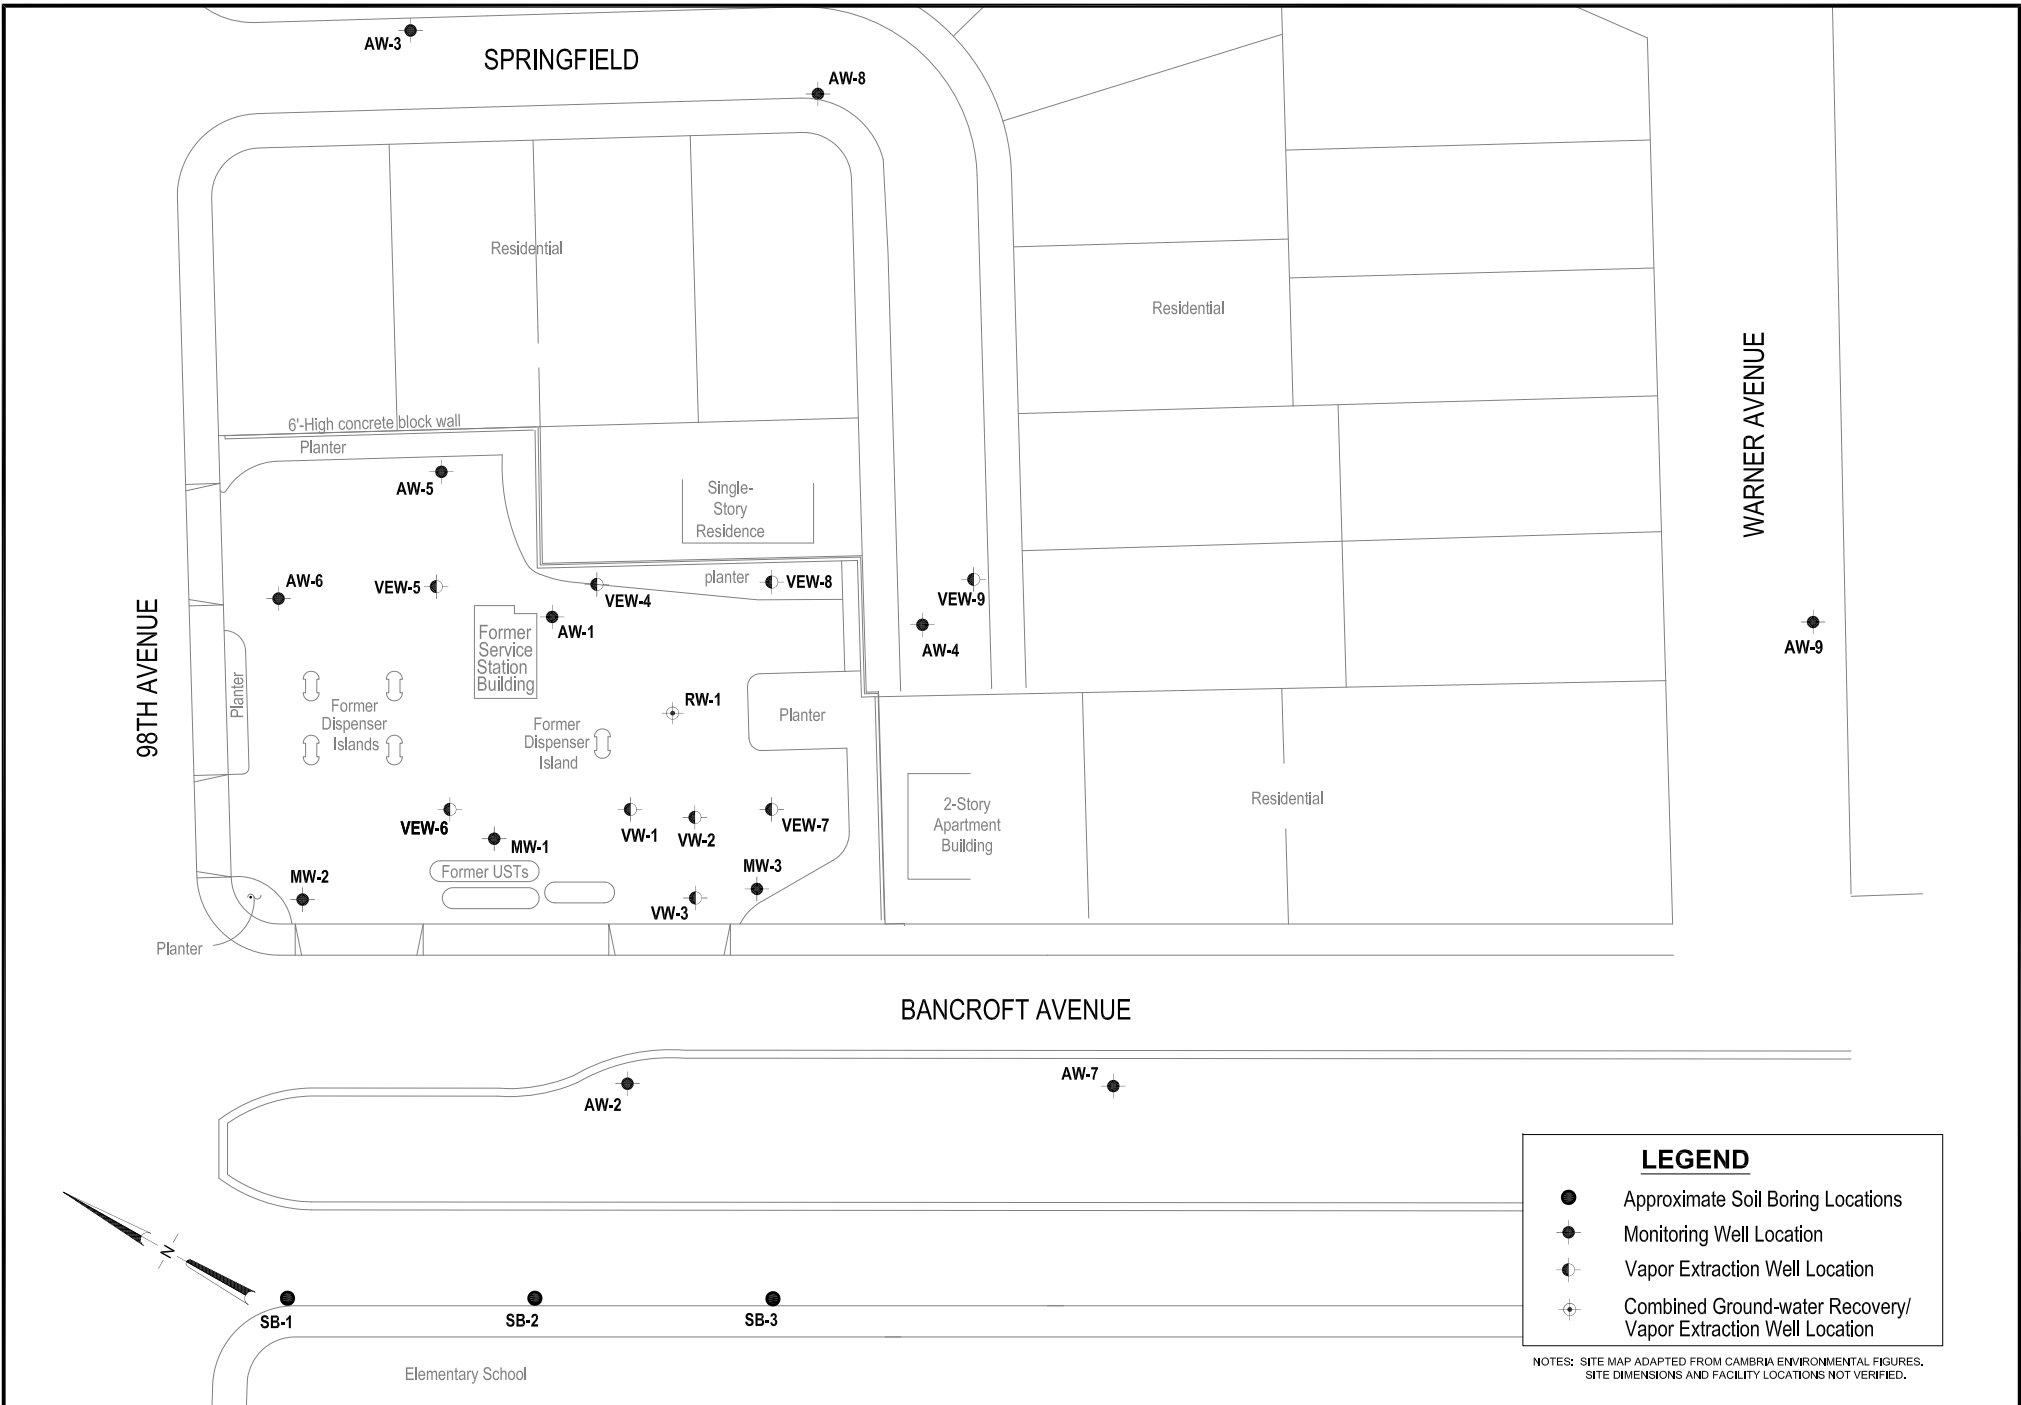 AW-3
SPRINGFIELD
AW-8
Residential
Residential
WARNER AVENUE
6'-High concrete block wall
Planter
AW-5
Single-
Story
Residence
AW-6
VEW-5
VEW-4
planter
VEW-8
VEW-9
98TH AVENUE
Former
Service
Station
Building
AW-1
AW-4
AW-9
Planter
Former
Dispenser
Islands
RW-1
Planter
Former
Dispenser
Island
2-Story
Apartment
Building
Residential
VEW-6
MW-1
VW-1
VW-2
VEW-7
Former USTs
MW-2
MW-3
VW-3
Planter
BANCROFT AVENUE
AW-2
AW-7
N
SB-1
SB-2
SB-3
Elementary School
LEGEND
Approximate Soil Boring Locations
Monitoring Well Location
Vapor Extraction Well Location
Combined Ground-water Recovery/
Vapor Extraction Well Location
NOTES: SITE MAP ADAPTED FROM CAMBRIA ENVIRONMENTAL FIGURES.
SITE DIMENSIONS AND FACILITY LOCATIONS NOT VERIFIED.